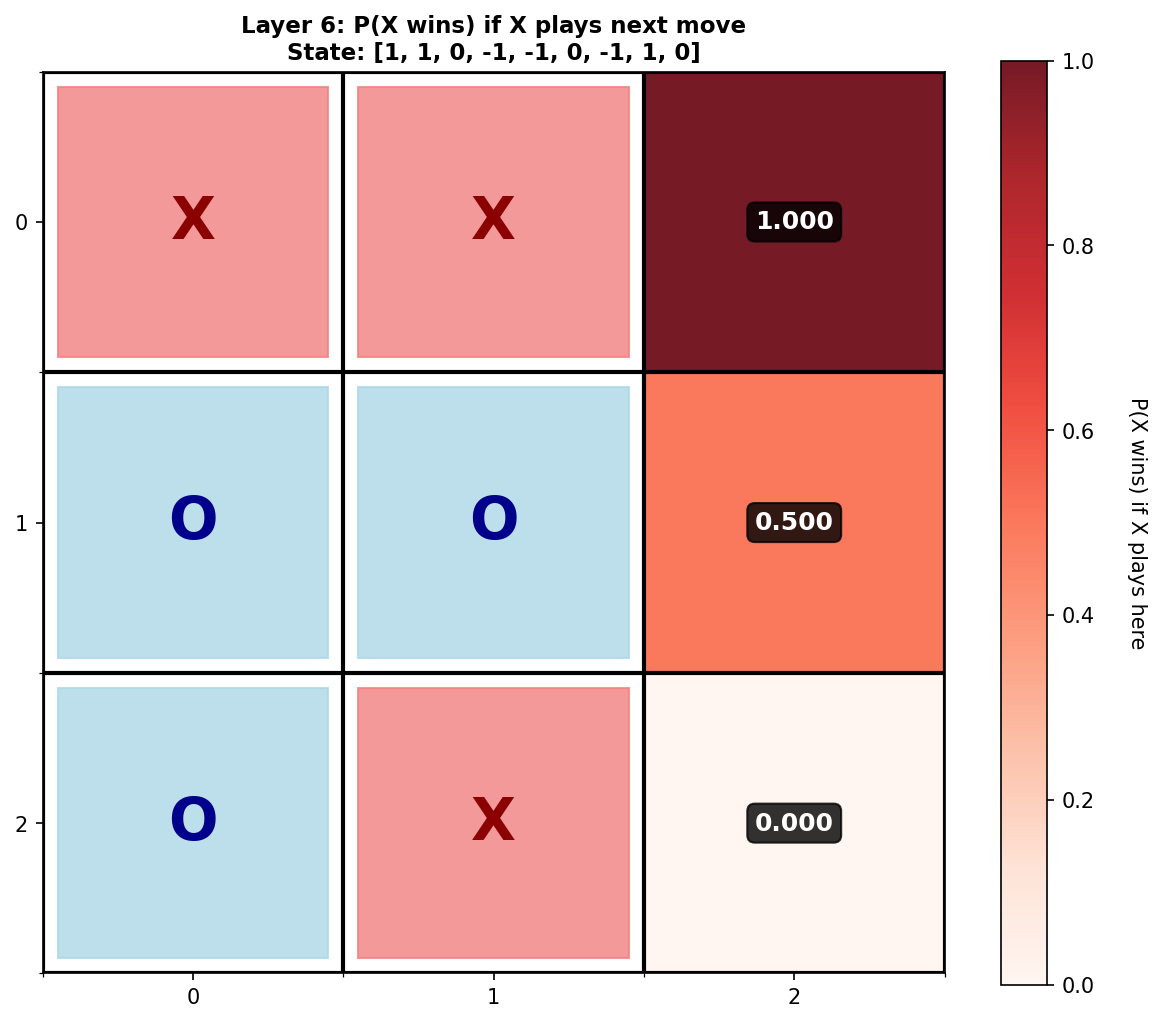 Layer 6: P(X wins) if X plays next move
State: [1, 1, 0, -1, -1, 0, -1, 1, 0]
X
X
1.000
O
O
0.500
O
X
0.000
0
1
2
0
1
2
1.0
0.8
0.6
0.4
0.2
0.0
P(X wins) if X plays here